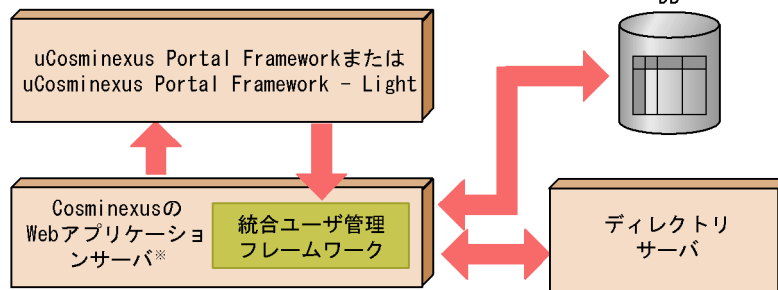 DB
uCosminexus Portal Frameworkまたは
uCosminexus Portal Framework - Light
Cosminexusの
Webアプリケーショ
ンサーバ※
統合ユーザ管理
フレームワーク
ディレクトリ
サーバ